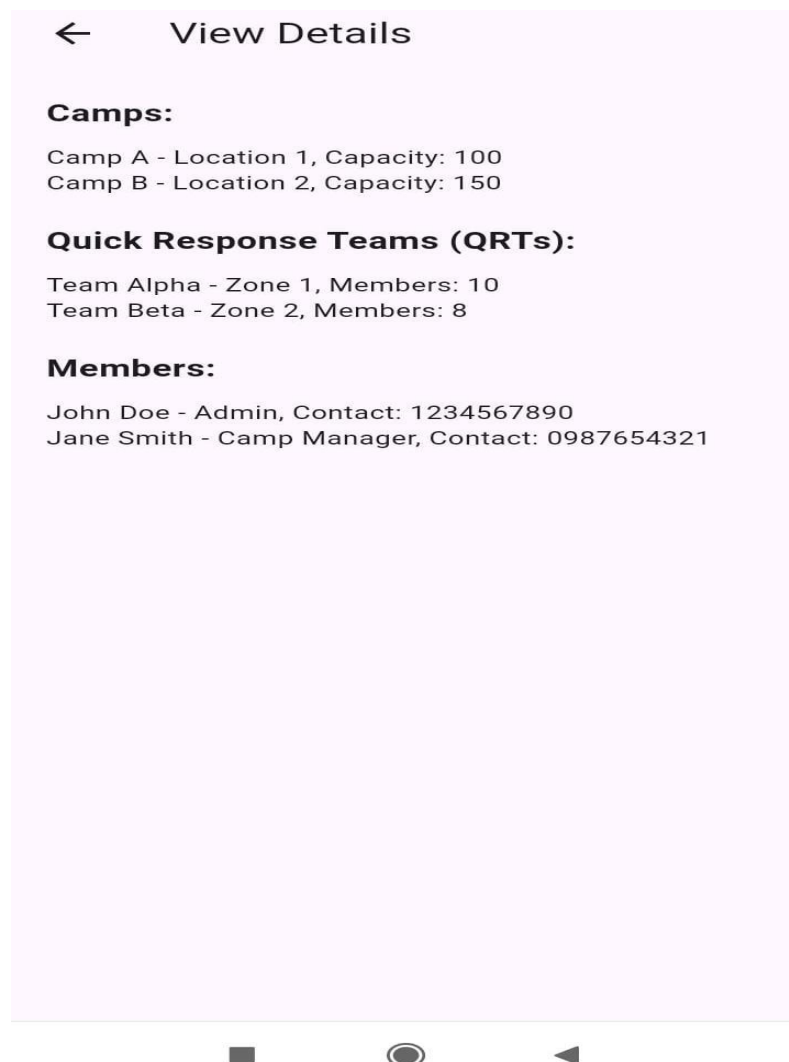 View Details
Camps:
Camp A - Location 1, Capacity: 100
Camp B - Location 2, Capacity: 150
Quick Response Teams (QRTs):
Team Alpha - Zone 1, Members: 10
Team Beta - Zone 2, Members: 8
Members:
John Doe - Admin, Contact: 1234567890
Jane Smith - Camp Manager, Contact: 0987654321